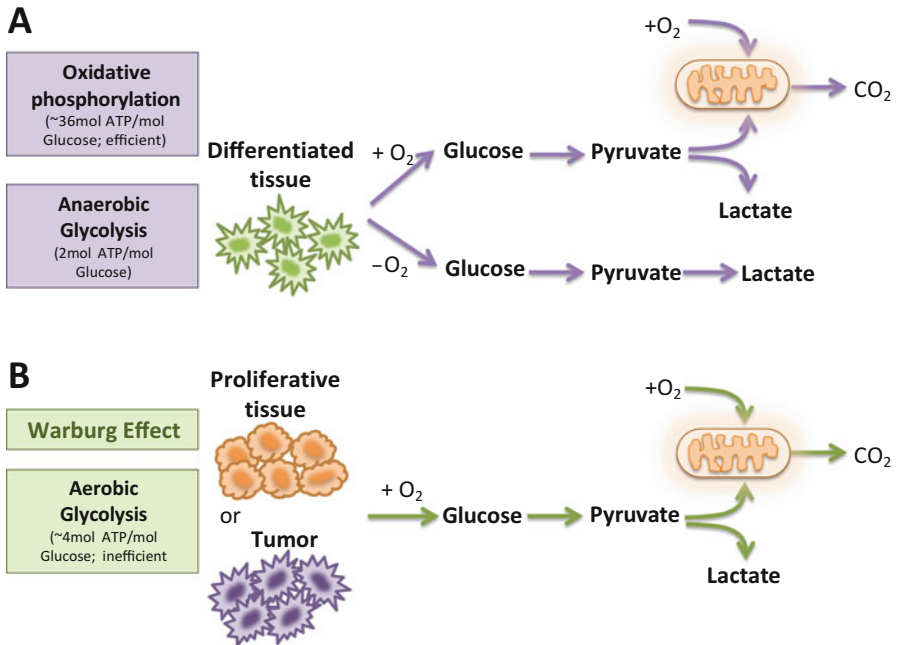 A
Oxidative
phosphorylation
(~36mol ATP/mol
Glucose; efficient)
Anaerobic
Glycolysis
(2mol ATP/mol
Glucose)
Differentiated
tissue
+ O₂
Glucose
Pyruvate
+O₂
CO₂
Lactate
−O₂
Glucose
Pyruvate
Lactate
B
Warburg Effect
Aerobic
Glycolysis
(~4mol ATP/mol
Glucose; inefficient
Proliferative
tissue
or
Tumor
+ O₂
Glucose
Pyruvate
+O₂
CO₂
Lactate